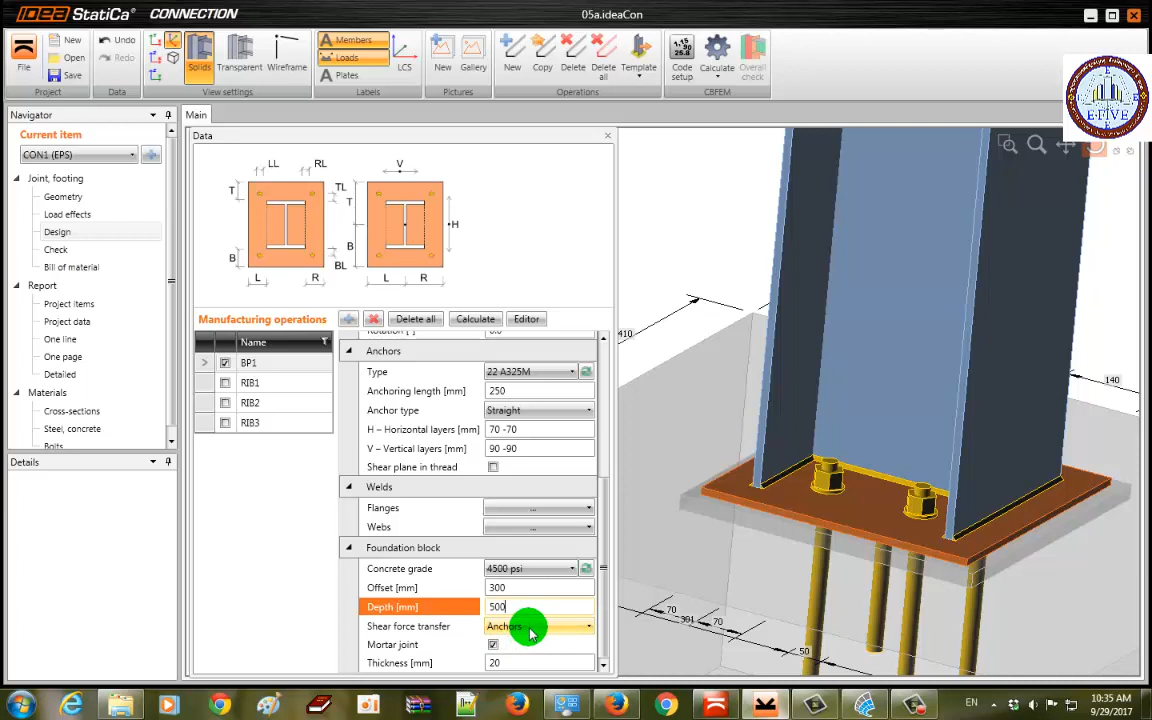 IDEA StatiCa® CONNECTION
05a.ideaCon
File
New
Open
Save
Undo
Redo
Solids
Transparent
Wireframe
Members
Loads
Plates
LCS
New
Gallery
New
Copy
Delete
Delete all
Template
Code setup
Calculate
Overall check
Project
Data
View settings
Labels
Pictures
Operations
CBFEM
E-FIVE
Navigator
Main
Current item
CON1 (EPS)
Joint, footing
Geometry
Load effects
Design
Check
Bill of material
Report
Project items
Project data
One line
One page
Detailed
Materials
Cross-sections
Steel, concrete
Bolts
Details
Data
LL RL V
T TL T
H
B BL B
L R L R
Manufacturing operations
Delete all
Calculate
Editor
Name
BP1
RIB1
RIB2
RIB3
Rotation [°] 0.0
Anchors
Type 22 A325M
Anchoring length [mm] 250
Anchor type Straight
H – Horizontal layers [mm] 70 -70
V – Vertical layers [mm] 90 -90
Shear plane in thread
Welds
Flanges ...
Webs ...
Foundation block
Concrete grade 4500 psi
Offset [mm] 300
Depth [mm] 500
Shear force transfer Anchors
Mortar joint
Thickness [mm] 20
410
140
70
301
70
50
EN
10:35 AM
9/29/2017